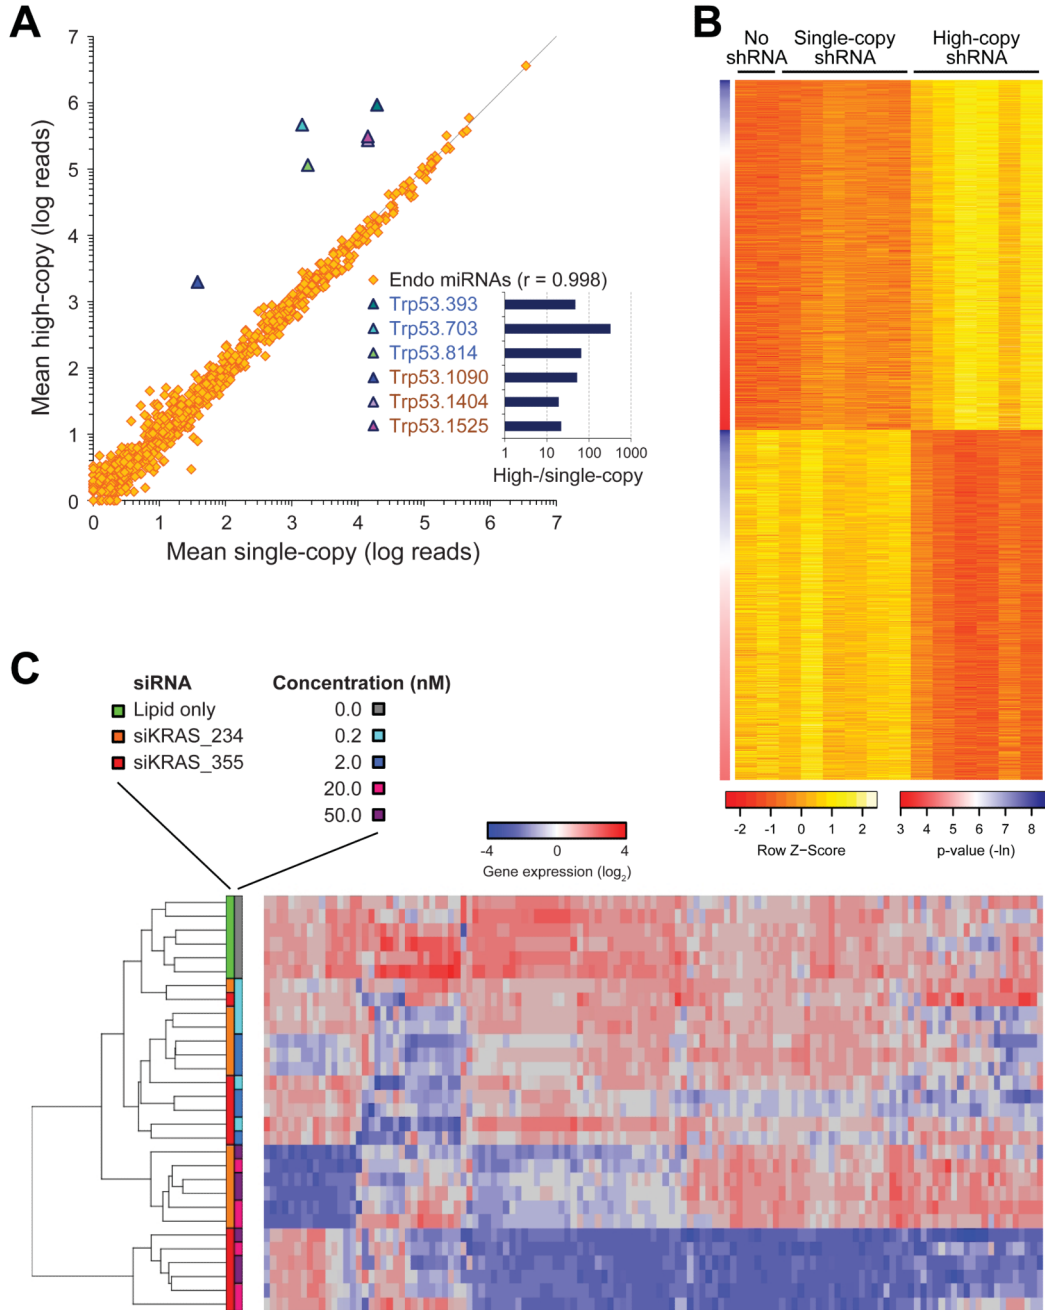 A
7
6
5
4
3
2
1
0
Mean high-copy (log reads)
0 1 2 3 4 5 6 7
Mean single-copy (log reads)
Endo miRNAs (r = 0.998)
Trp53.393
Trp53.703
Trp53.814
Trp53.1090
Trp53.1404
Trp53.1525
1 10 100 1000
High-/single-copy
B
No shRNA
Single-copy shRNA
High-copy shRNA
-2 -1 0 1 2
Row Z-Score
3 4 5 6 7 8
p-value (-ln)
C
siRNA
Lipid only
siKRAS_234
siKRAS_355
Concentration (nM)
0.0
0.2
2.0
20.0
50.0
-4 0 4
Gene expression (log2)